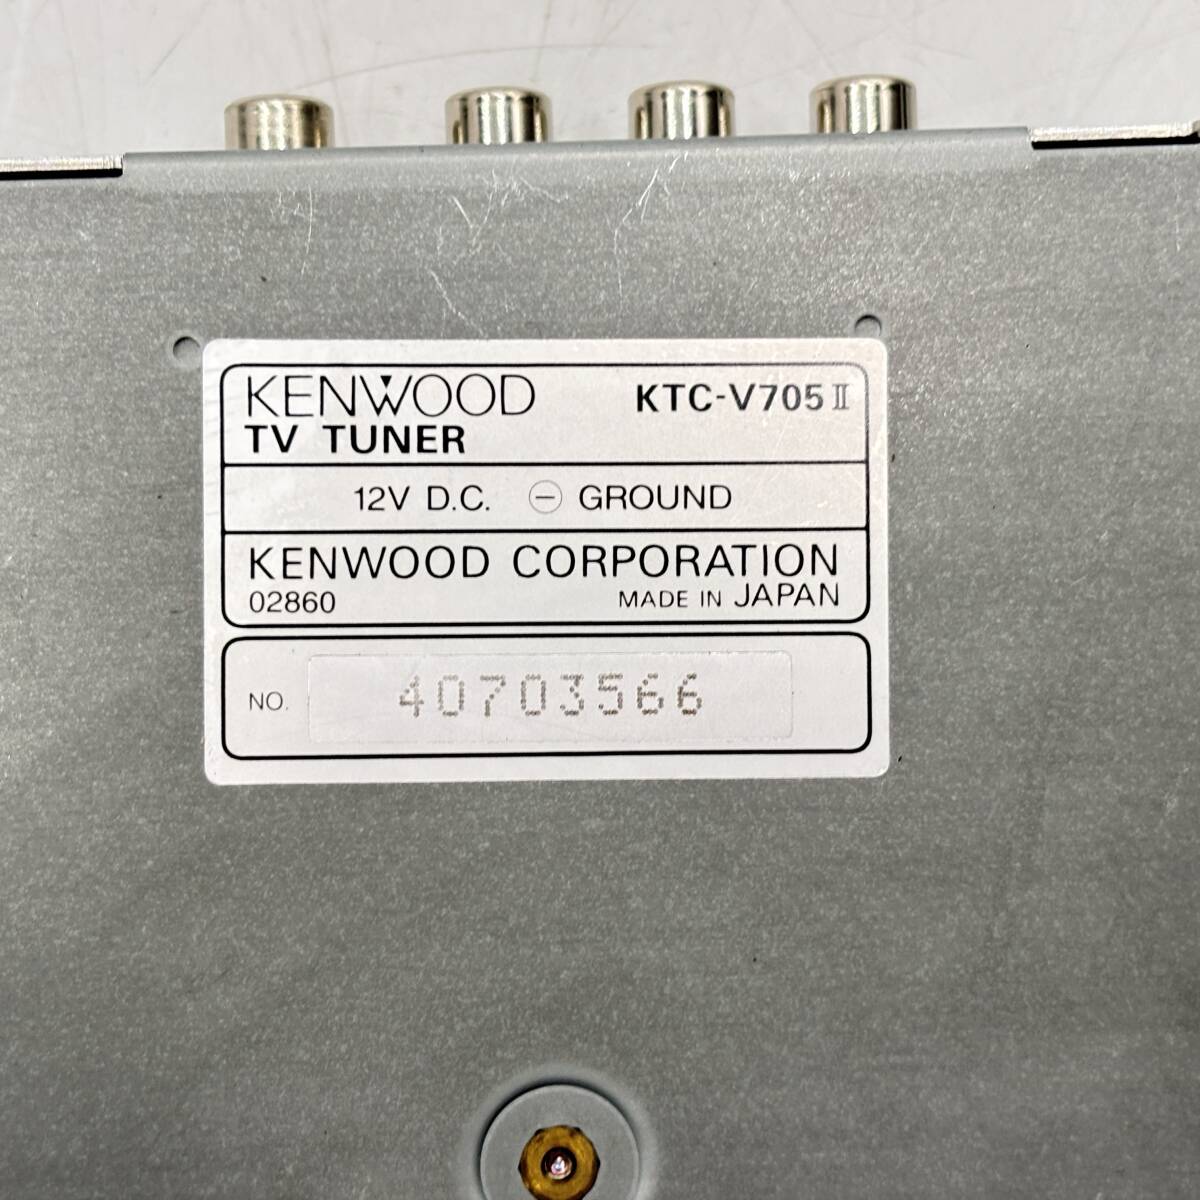 KENWOOD KTC-V705Ⅱ
TV TUNER
12V D.C. ⊖ GROUND
KENWOOD CORPORATION
02860 MADE IN JAPAN
NO. 40703566